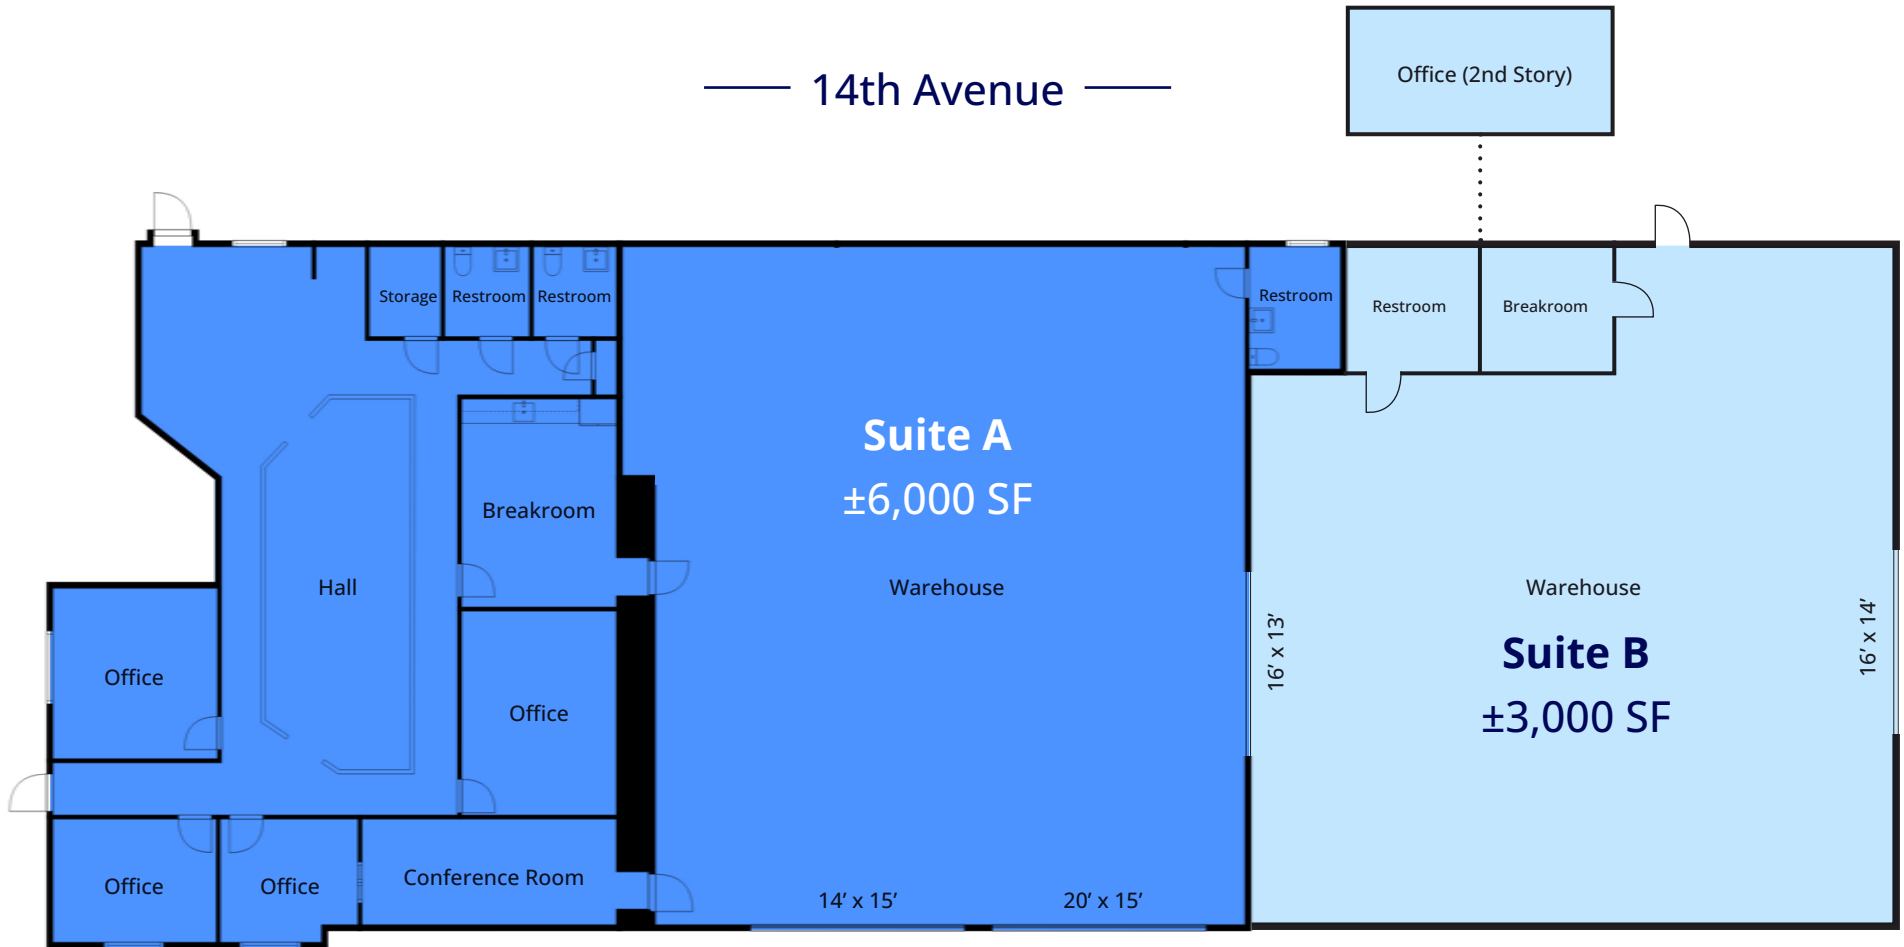 Office (2nd Story)
14th Avenue
Storage
Restroom
Restroom
Restroom
Restroom
Breakroom
Suite A
±6,000 SF
Breakroom
Hall
Warehouse
Warehouse
16’ x 13’
16’ x 14’
Suite B
±3,000 SF
Office
Office
Office
Office
Conference Room
14’ x 15’
20’ x 15’